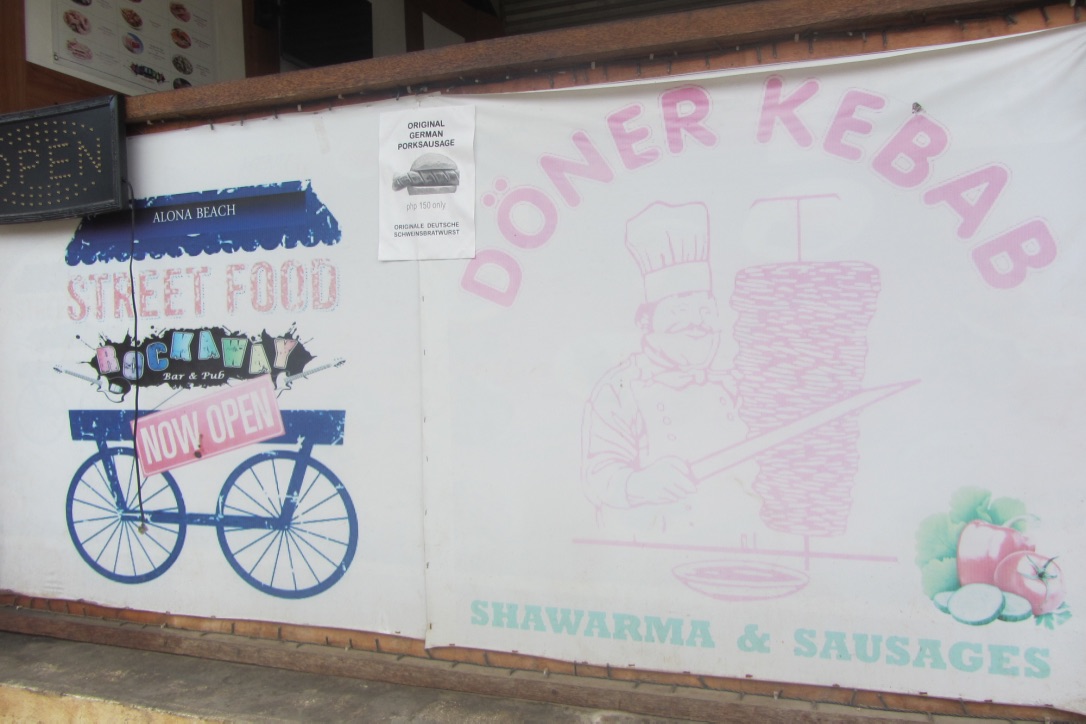 OPEN
ALONA BEACH
STREET FOOD
ROCKAWAY
Bar & Pub
NOW OPEN
ORIGINAL
GERMAN
PORKSAUSAGE
php 150 only
ORIGINALE DEUTSCHE
SCHWEINSBRATWURST
DÖNER KEBAB
SHAWARMA & SAUSAGES